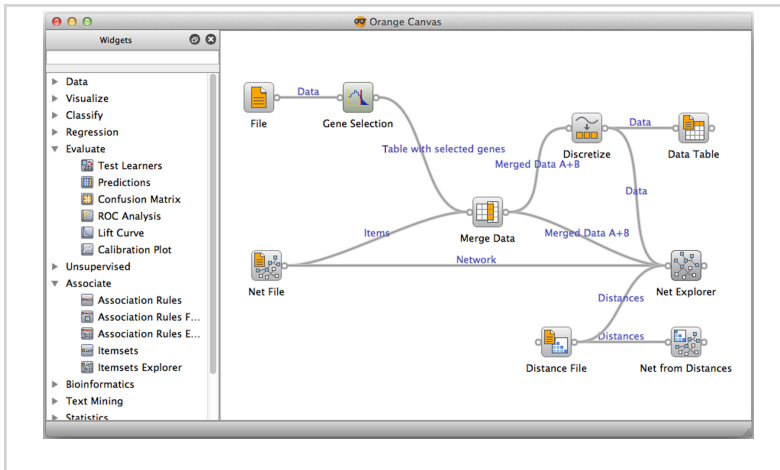 Orange Canvas
Widgets
Data
Visualize
Classify
Regression
Evaluate
Test Learners
Predictions
Confusion Matrix
ROC Analysis
Lift Curve
Calibration Plot
Unsupervised
Associate
Association Rules
Association Rules F...
Association Rules E...
Itemsets
Itemsets Explorer
Bioinformatics
Text Mining
Statistics
Data
File
Gene Selection
Data
Discretize
Data Table
Table with selected genes
Merged Data A+B
Data
Items
Merge Data
Merged Data A+B
Network
Net File
Net Explorer
Distances
Distances
Distance File
Net from Distances